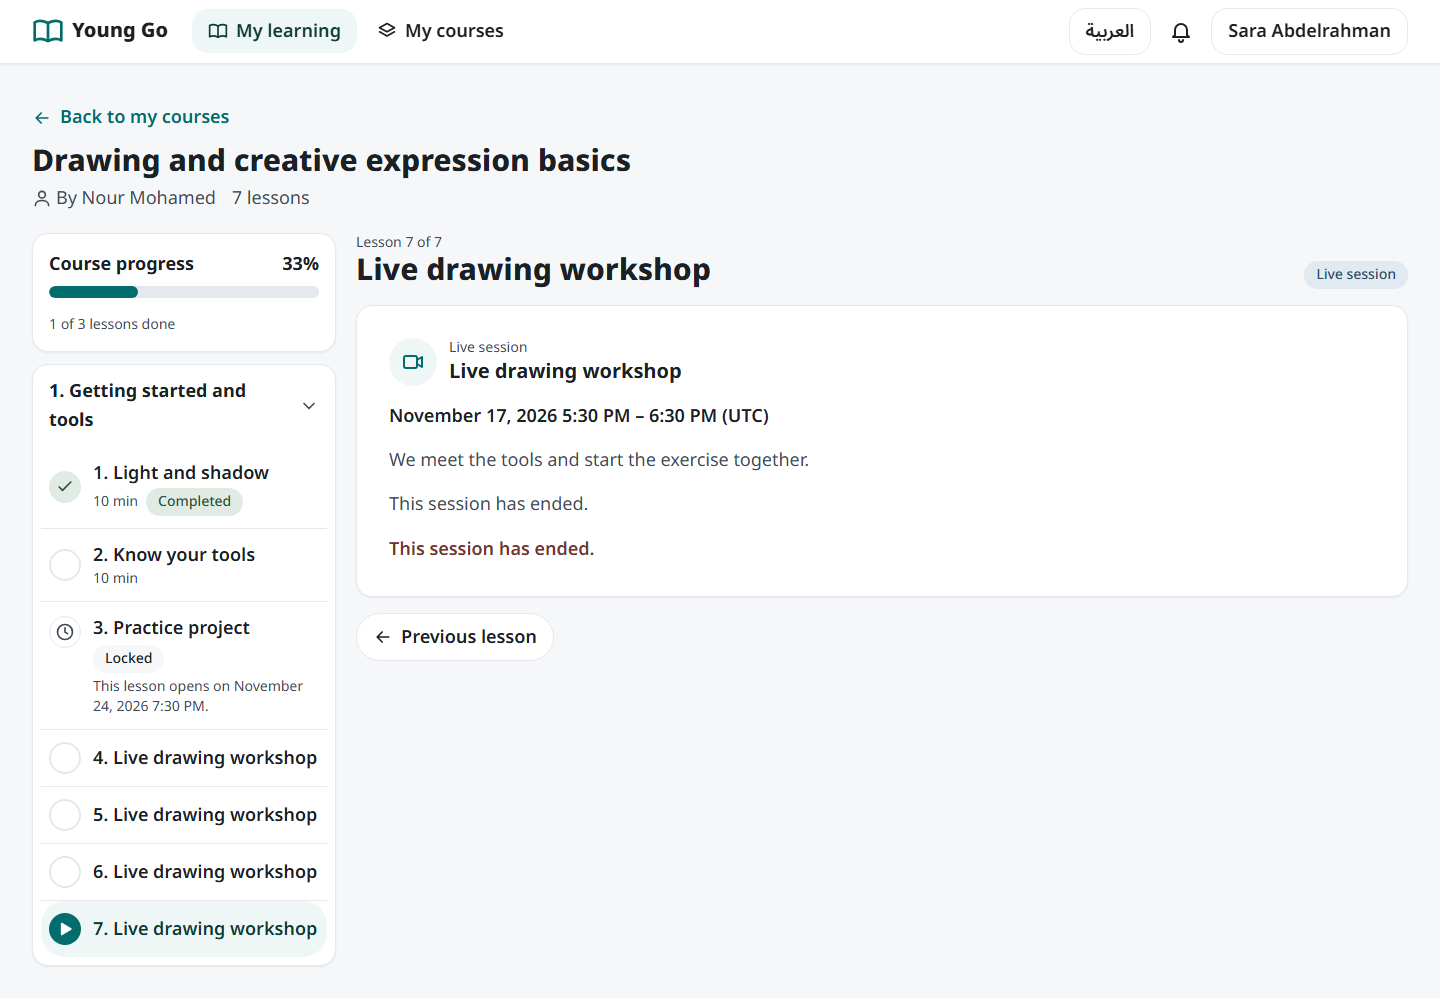 Young Go
My learning
My courses
العربية
Sara Abdelrahman
Back to my courses
Drawing and creative expression basics
By Nour Mohamed 7 lessons
Course progress 33%
1 of 3 lessons done
1. Getting started and
tools
1. Light and shadow
10 min Completed
2. Know your tools
10 min
3. Practice project
Locked
This lesson opens on November
24, 2026 7:30 PM.
4. Live drawing workshop
5. Live drawing workshop
6. Live drawing workshop
7. Live drawing workshop
Lesson 7 of 7
Live drawing workshop
Live session
Live session
Live drawing workshop
November 17, 2026 5:30 PM – 6:30 PM (UTC)
We meet the tools and start the exercise together.
This session has ended.
This session has ended.
Previous lesson